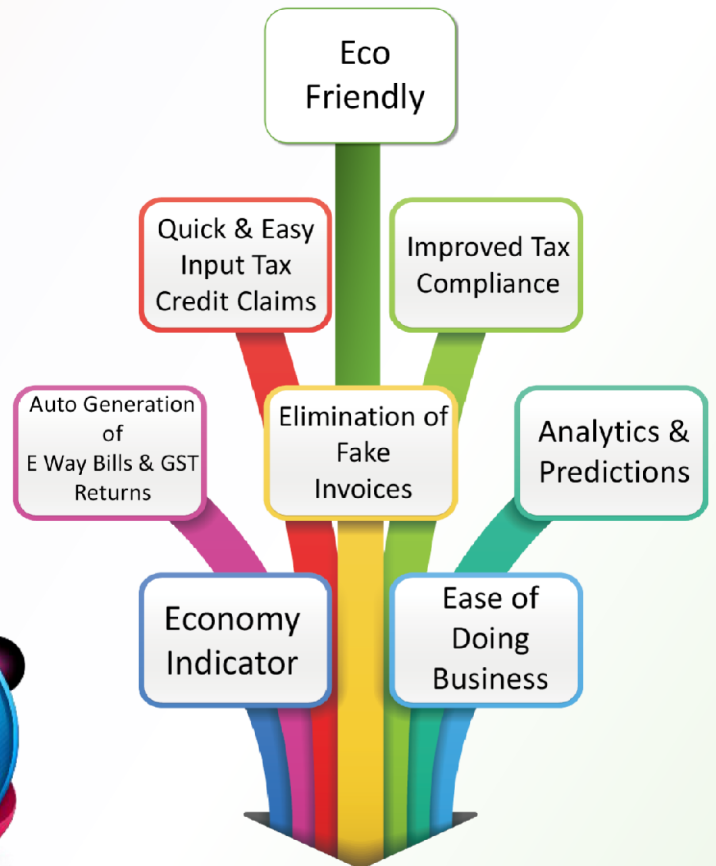 Eco
Friendly
Quick & Easy
Input Tax
Credit Claims
Improved Tax
Compliance
Auto Generation
of
E Way Bills & GST
Returns
Elimination of
Fake
Invoices
Analytics &
Predictions
Economy
Indicator
Ease of
Doing
Business